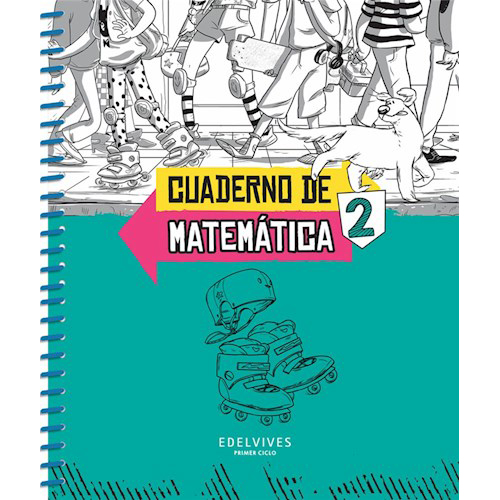 CUADERNO DE
MATEMÁTICA
2
EDELVIVES
PRIMER CICLO